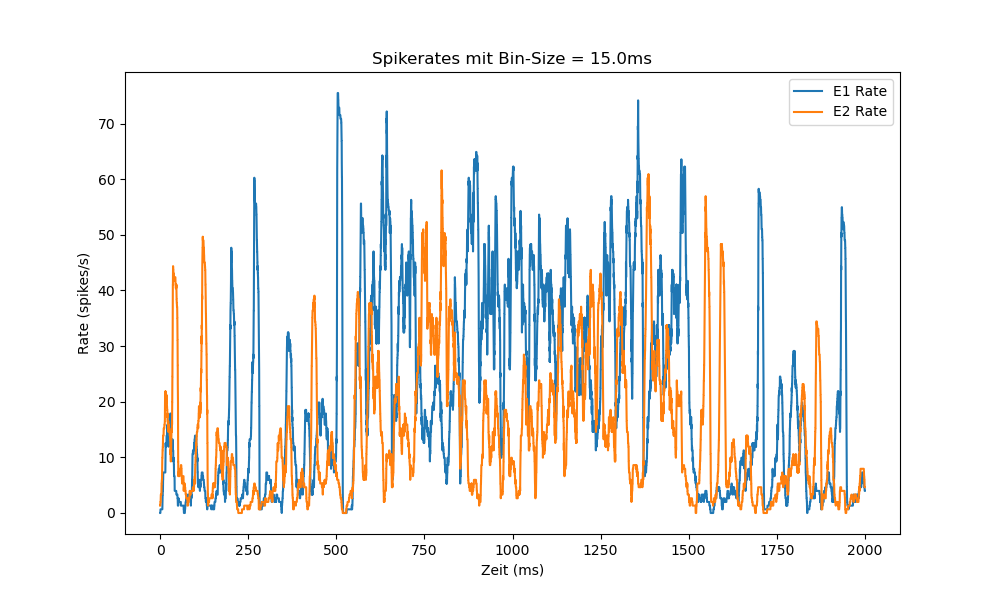 Spikerates mit Bin-Size = 15.0ms
E1 Rate
E2 Rate
70
60
50
40
30
20
10
0
Rate (spikes/s)
0 250 500 750 1000 1250 1500 1750 2000
Zeit (ms)